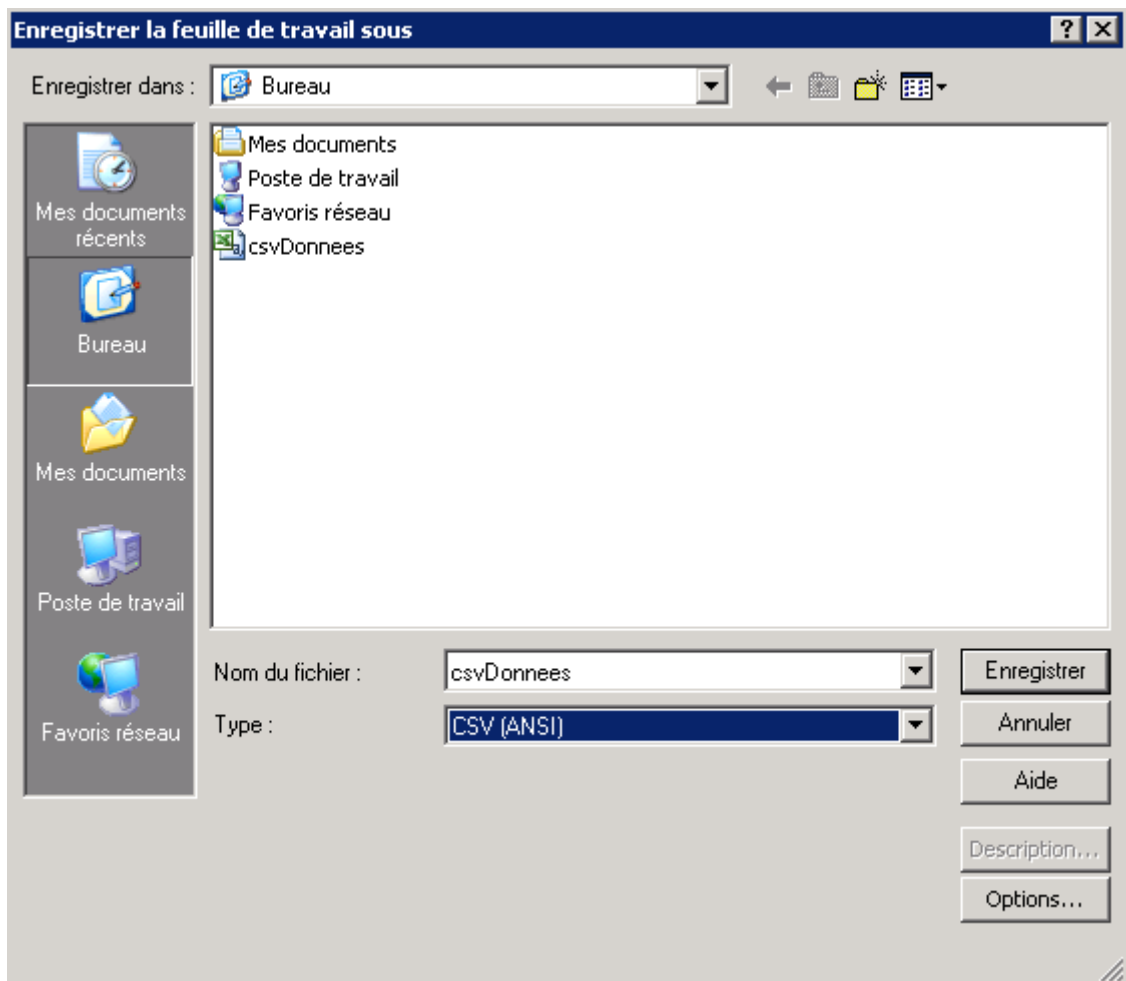 Enregistrer la feuille de travail sous
Enregistrer dans :
Bureau
Mes documents
récents
Bureau
Mes documents
Poste de travail
Favoris réseau
Mes documents
Poste de travail
Favoris réseau
csvDonnees
Nom du fichier :
csvDonnees
Enregistrer
Type :
CSV (ANSI)
Annuler
Aide
Description...
Options...